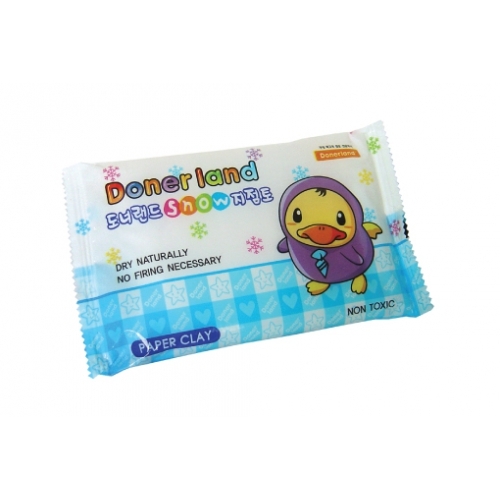 Donerland
도너랜드 Snow 지점토
DRY NATURALLY
NO FIRING NECESSARY
PAPER CLAY
Donerland
NON TOXIC